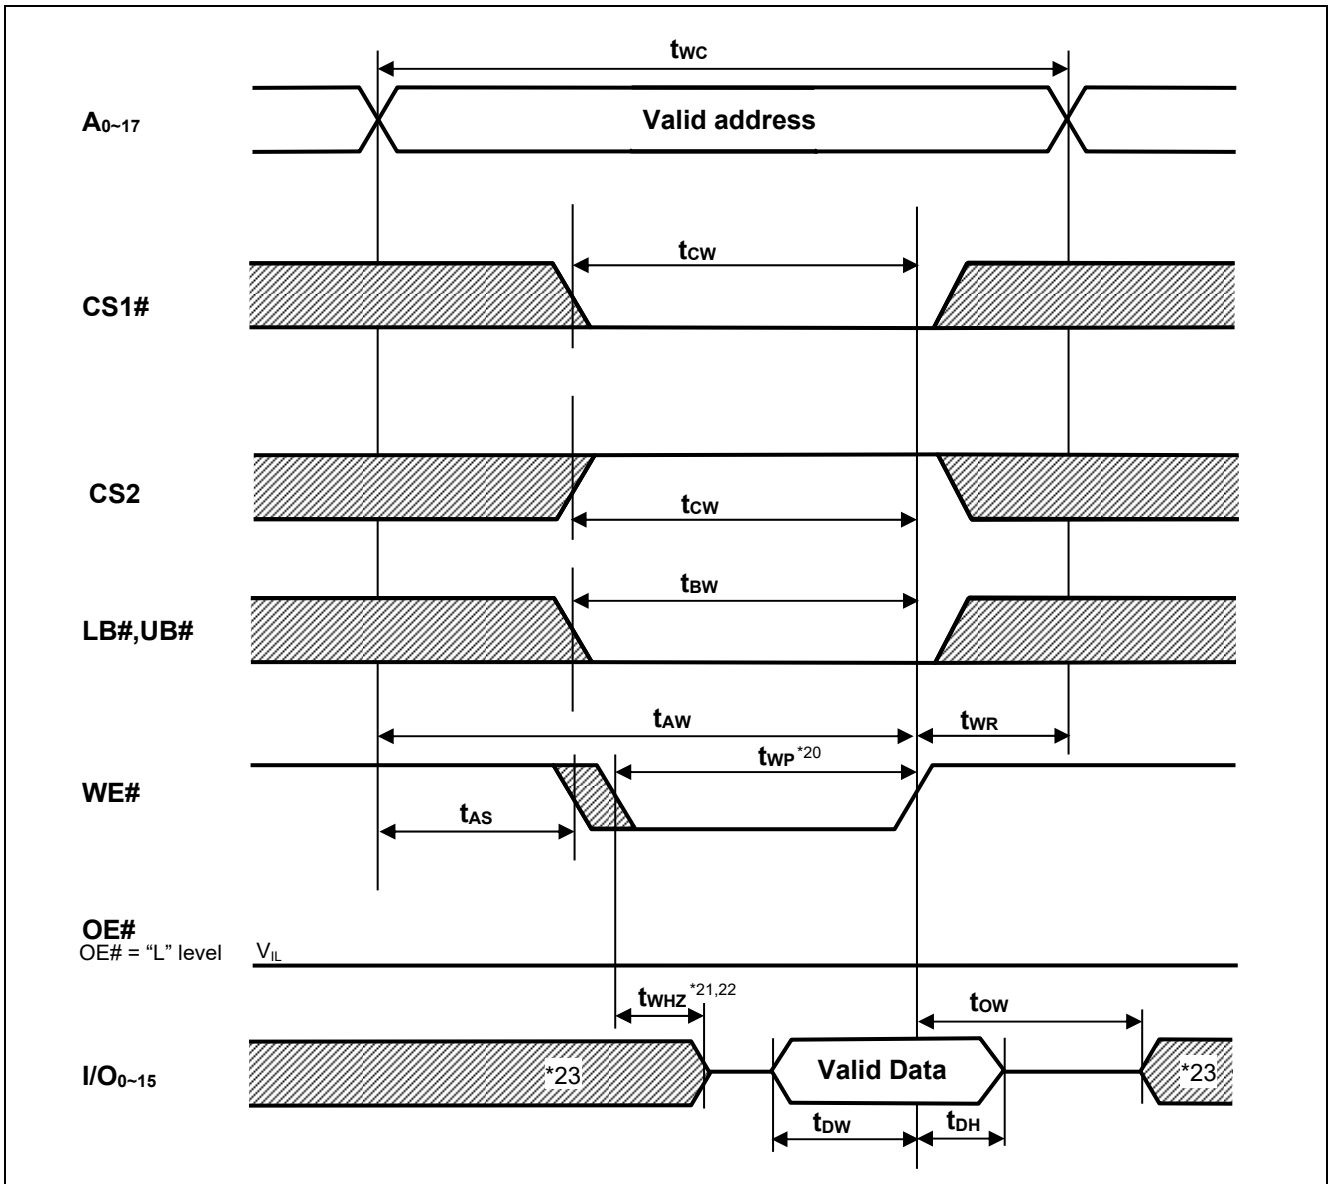 tWC
A0~17
Valid address
tCW
CS1#
CS2
tCW
tBW
LB#,UB#
tAW
tWR
tWP *20
WE#
tAS
OE#
OE# = “L” level
VIL
tWHZ *21,22
tOW
I/O0~15
*23
Valid Data
*23
tDW
tDH